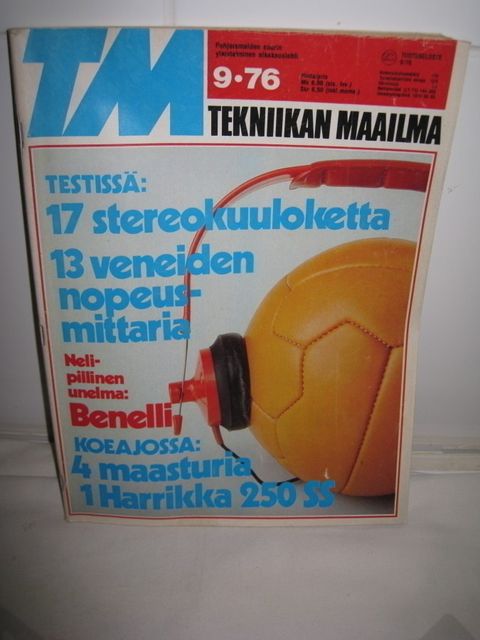 TM
Pohjoismaiden suurin
yleistekninen aikakauslehti
9•76
Irtohinta
TEKNIIKAN MAAILMA
TESTISSÄ:
17 stereokuuloketta
13 veneiden
nopeus-
mittaria
Neli-
pillinen
unelma:
Benelli
KOEAJOSSA:
4 maasturia
1 Harrikka 250 SS